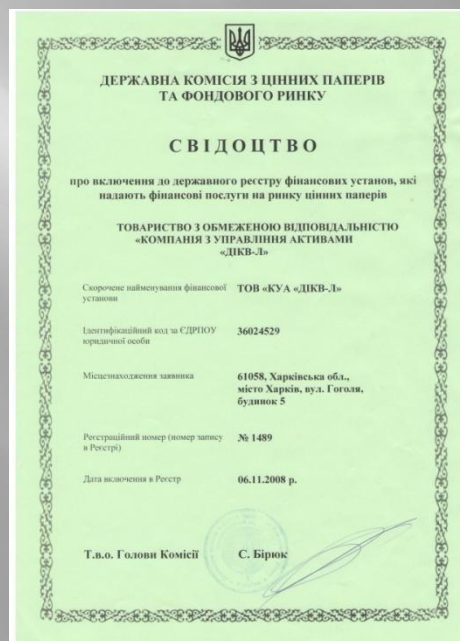 ДЕРЖАВНА КОМІСІЯ З ЦІННИХ ПАПЕРІВ
ТА ФОНДОВОГО РИНКУ
СВІДОЦТВО
про включення до державного реєстру фінансових установ, які
надають фінансові послуги на ринку цінних паперів
ТОВАРИСТВО З ОБМЕЖЕНОЮ ВІДПОВІДАЛЬНІСТЮ
«КОМПАНІЯ З УПРАВЛІННЯ АКТИВАМИ
«ДІКВ-Л»
Скорочене найменування фінансової ТОВ «КУА «ДІКВ-Л»
установи
Ідентифікаційний код за ЄДРПОУ 36024529
юридичної особи
Місцезнаходження заявника 61058, Харківська обл.,
місто Харків, вул. Гоголя,
будинок 5
Реєстраційний номер (номер запису № 1489
в Реєстрі)
Дата включення в Реєстр 06.11.2008 р.
Т.в.о. Голови Комісії С. Бірюк